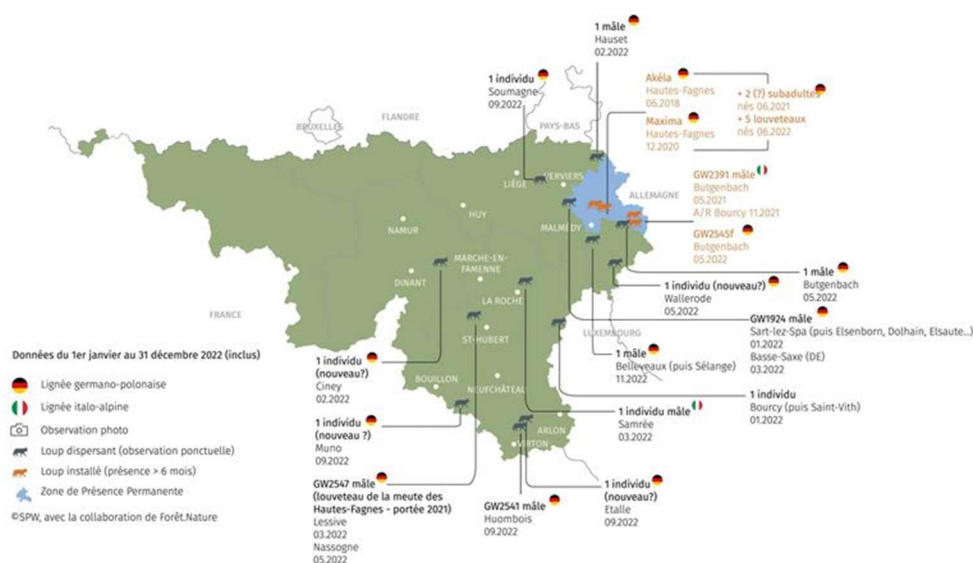 1 mâle
Hauset
02.2022
1 individu
Soumagne
09.2022
Akéla
Hautes-Fagnes
06.2018
Maxima
Hautes-Fagnes
12.2020
+ 2 (?) subadultes
nés 06.2021
+ 5 louveteaux
nés 06.2022
BRUXELLES
FLANDRE
PAYS-BAS
ALLEMAGNE
LIÈGE
VERVIERS
HUY
NAMUR
MALMÉDY
MARCHE-EN-
FAMENNE
DINANT
LA ROCHE
FRANCE
ST-HUBERT
LUXEMBOURG
BOUILLON
NEUFCHÂTEAU
ARLON
VIRTON
GW2391 mâle
Butgenbach
05.2021
A/R Bourcy 11.2021
GW2545f
Butgenbach
05.2022
1 mâle
Butgenbach
05.2022
1 individu (nouveau?)
Wallerode
05.2022
GW1924 mâle
Sart-lez-Spa (puis Elsenborn, Dolhain, Elsaute...)
01.2022
Basse-Saxe (DE)
03.2022
1 mâle
Belleveaux (puis Sélange)
11.2022
1 individu
Bourcy (puis Saint-Vith)
01.2022
1 individu mâle
Samrée
03.2022
1 individu
(nouveau?)
Ciney
02.2022
1 individu
(nouveau ?)
Muno
09.2022
GW2547 mâle
(louveteau de la meute des
Hautes-Fagnes - portée 2021)
Lessive
03.2022
Nassogne
05.2022
GW2541 mâle
Huombois
09.2022
1 individu
(nouveau?)
Etalle
09.2022
Données du 1er janvier au 31 décembre 2022 (inclus)
Lignée germano-polonaise
Lignée italo-alpine
Observation photo
Loup dispersant (observation ponctuelle)
Loup installé (présence > 6 mois)
Zone de Présence Permanente
©SPW, avec la collaboration de Forêt.Nature